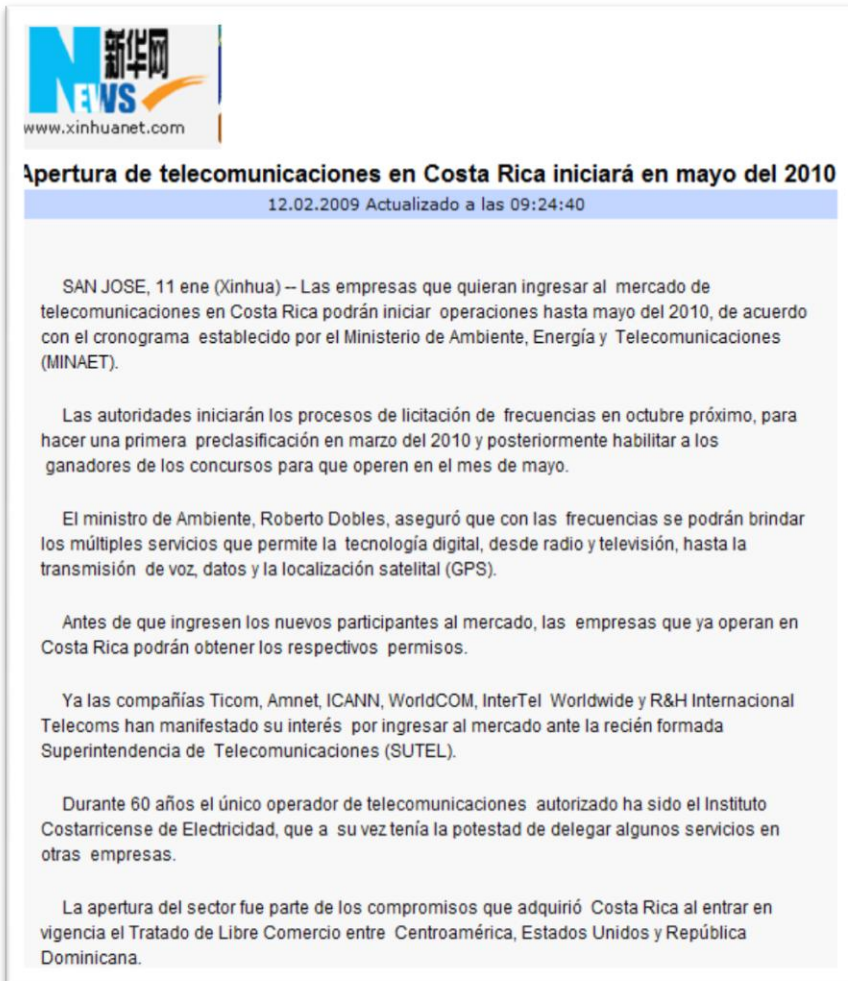 新华网
NEWS
www.xinhuanet.com
Apertura de telecomunicaciones en Costa Rica iniciará en mayo del 2010
12.02.2009 Actualizado a las 09:24:40
SAN JOSE, 11 ene (Xinhua) -- Las empresas que quieran ingresar al mercado de
telecomunicaciones en Costa Rica podrán iniciar operaciones hasta mayo del 2010, de acuerdo
con el cronograma establecido por el Ministerio de Ambiente, Energía y Telecomunicaciones
(MINAET).
Las autoridades iniciarán los procesos de licitación de frecuencias en octubre próximo, para
hacer una primera preclasificación en marzo del 2010 y posteriormente habilitar a los
ganadores de los concursos para que operen en el mes de mayo.
El ministro de Ambiente, Roberto Dobles, aseguró que con las frecuencias se podrán brindar
los múltiples servicios que permite la tecnología digital, desde radio y televisión, hasta la
transmisión de voz, datos y la localización satelital (GPS).
Antes de que ingresen los nuevos participantes al mercado, las empresas que ya operan en
Costa Rica podrán obtener los respectivos permisos.
Ya las compañías Ticom, Amnet, ICANN, WorldCOM, InterTel Worldwide y R&H Internacional
Telecoms han manifestado su interés por ingresar al mercado ante la recién formada
Superintendencia de Telecomunicaciones (SUTEL).
Durante 60 años el único operador de telecomunicaciones autorizado ha sido el Instituto
Costarricense de Electricidad, que a su vez tenía la potestad de delegar algunos servicios en
otras empresas.
La apertura del sector fue parte de los compromisos que adquirió Costa Rica al entrar en
vigencia el Tratado de Libre Comercio entre Centroamérica, Estados Unidos y República
Dominicana.